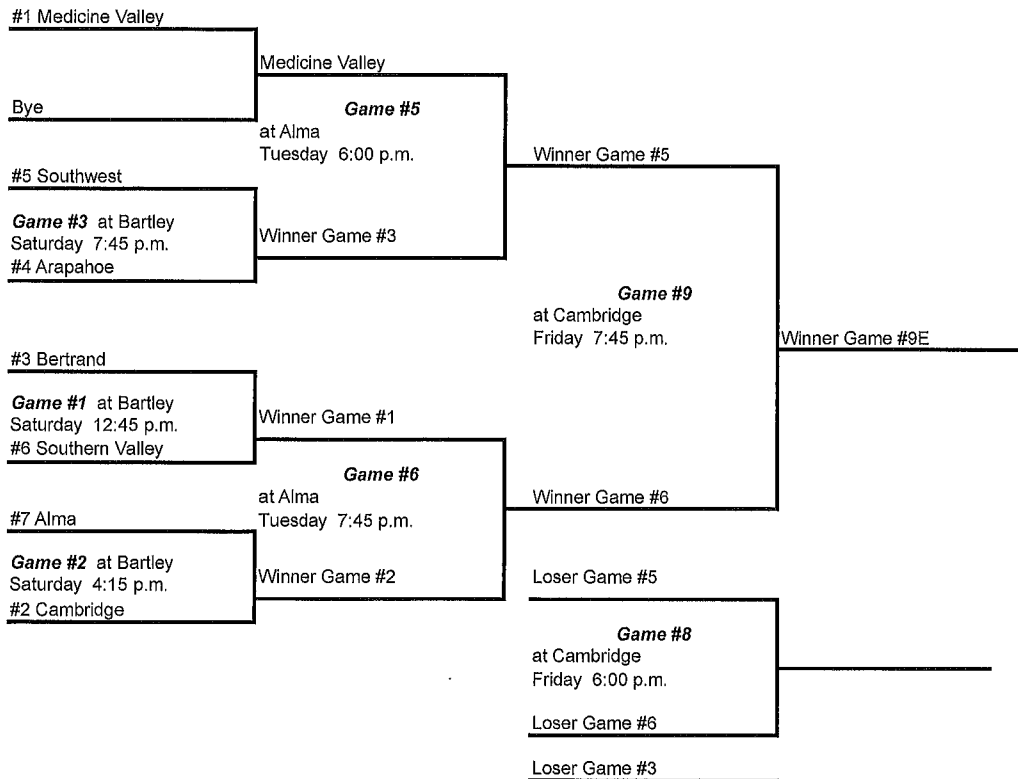 #1 Medicine Valley
Medicine Valley
Bye
Game #5
at Alma
Tuesday 6:00 p.m.
Winner Game #5
#5 Southwest
Game #3 at Bartley
Saturday 7:45 p.m.
#4 Arapahoe
Winner Game #3
Game #9
at Cambridge
Friday 7:45 p.m.
Winner Game #9E
#3 Bertrand
Game #1 at Bartley
Saturday 12:45 p.m.
#6 Southern Valley
Winner Game #1
Game #6
at Alma
Tuesday 7:45 p.m.
Winner Game #6
#7 Alma
Game #2 at Bartley
Saturday 4:15 p.m.
#2 Cambridge
Winner Game #2
Loser Game #5
Game #8
at Cambridge
Friday 6:00 p.m.
Loser Game #6
Loser Game #3